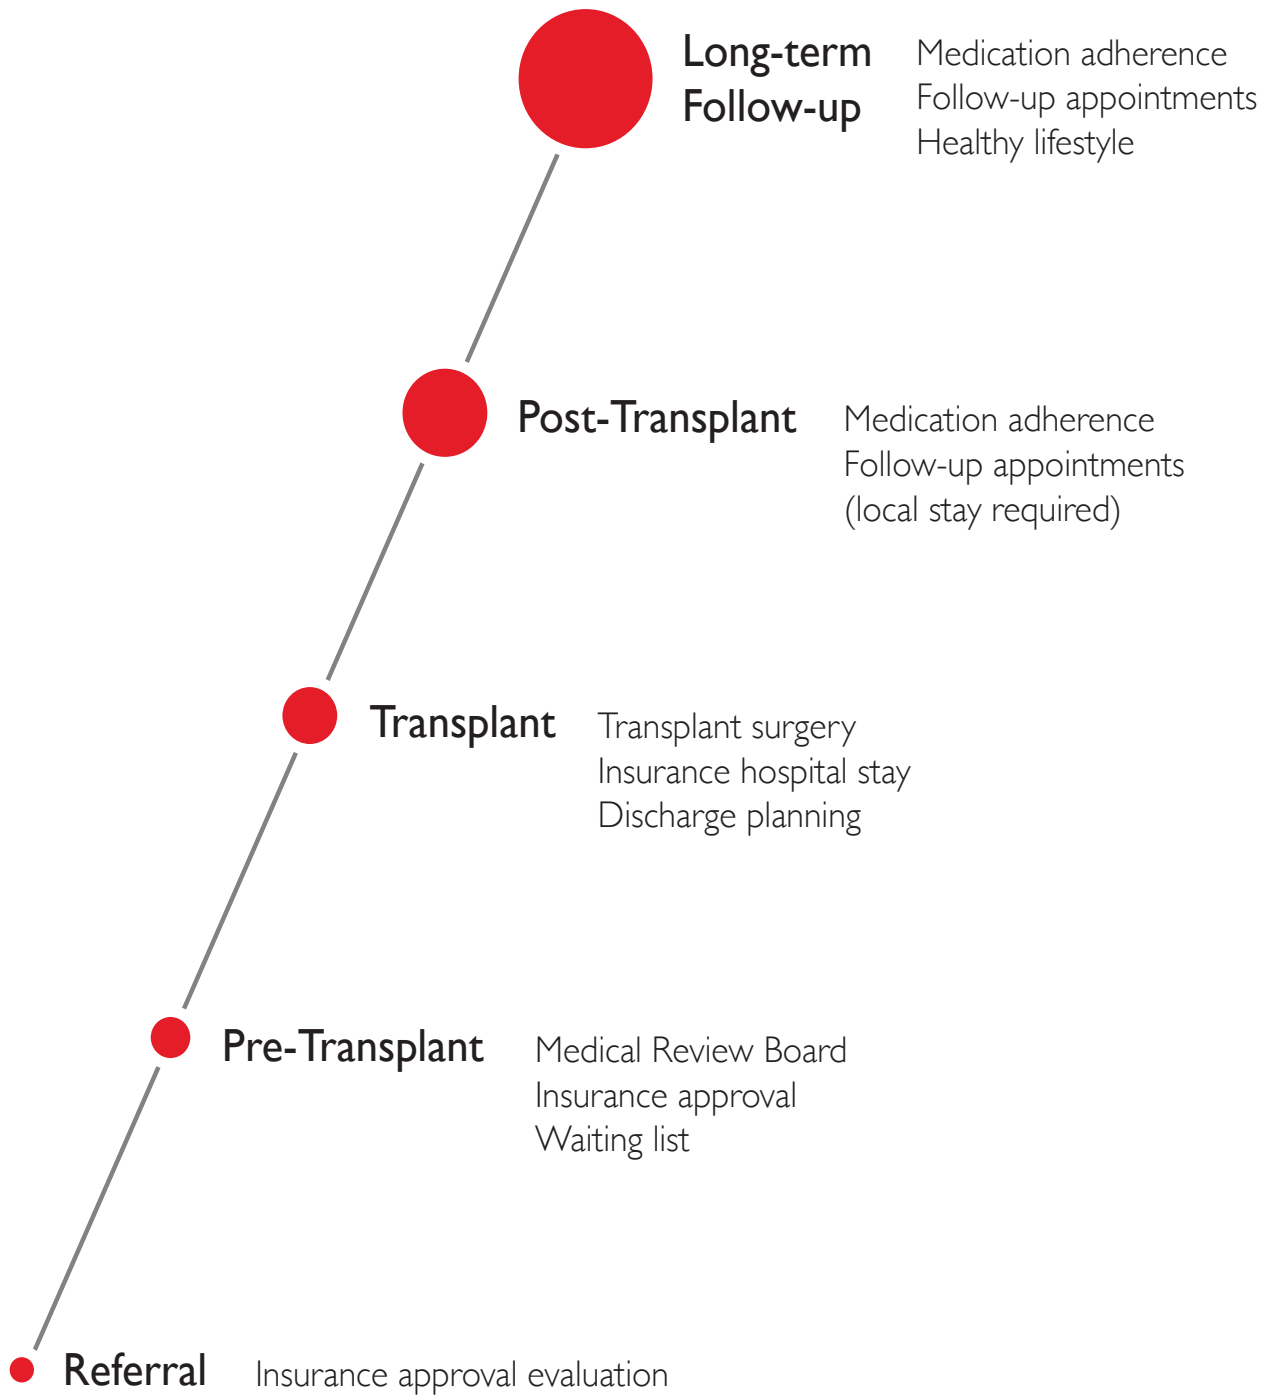 Long-term
Follow-up
Medication adherence
Follow-up appointments
Healthy lifestyle
Post-Transplant
Medication adherence
Follow-up appointments
(local stay required)
Transplant
Transplant surgery
Insurance hospital stay
Discharge planning
Pre-Transplant
Medical Review Board
Insurance approval
Waiting list
Referral
Insurance approval evaluation